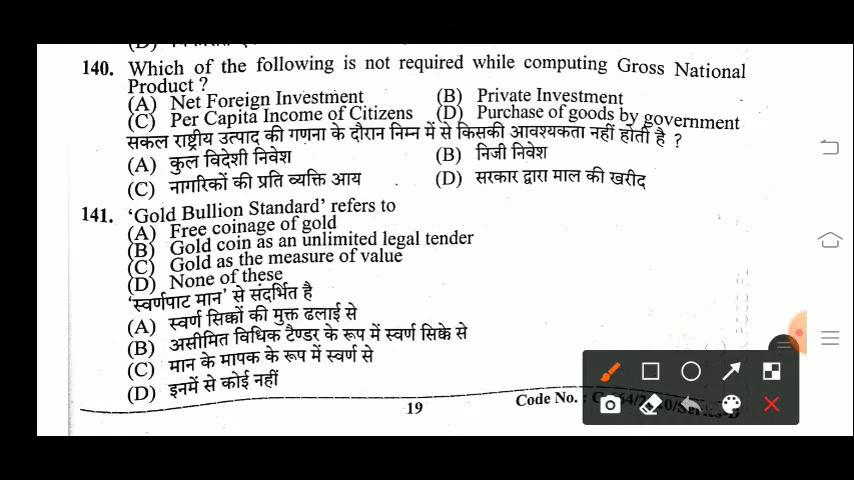 140. Which of the following is not required while computing Gross National
Product ?
(A) Net Foreign Investment (B) Private Investment
(C) Per Capita Income of Citizens (D) Purchase of goods by government
सकल राष्ट्रीय उत्पाद की गणना के दौरान निम्न में से किसकी आवश्यकता नहीं होती है ?
(A) कुल विदेशी निवेश (B) निजी निवेश
(C) नागरिकों की प्रति व्यक्ति आय (D) सरकार द्वारा माल की खरीद
141. ‘Gold Bullion Standard’ refers to
(A) Free coinage of gold
(B) Gold coin as an unlimited legal tender
(C) Gold as the measure of value
(D) None of these
‘स्वर्णपाट मान’ से संदर्भित है
(A) स्वर्ण सिक्कों की मुक्त ढलाई से
(B) असीमित विधिक टैण्डर के रूप में स्वर्ण सिक्के से
(C) मान के मापक के रूप में स्वर्ण से
(D) इनमें से कोई नहीं
19 Code No. :